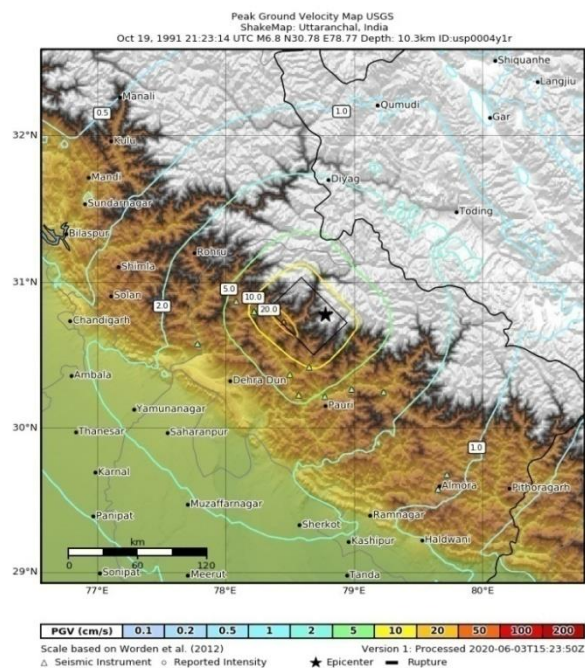 Peak Ground Velocity Map USGS
ShakeMap: Uttaranchal, India
Oct 19, 1991 21:23:14 UTC M6.8 N30.78 E78.77 Depth: 10.3km ID:usp0004y1r
Shiquanhe
Langjiu
Manali
0.5
1.0
Qumudi
Gar
32°N
Kulu
Mandi
Diyag
Sundarnagar
Toding
Bilaspur
Rohru
Shimla
31°N
5.0
Solan
10.0
2.0
20.0
Chandigarh
Ambala
Dehra Dun
Pauri
Yamunanagar
30°N
Thanesar
Saharanpur
1.0
Karnal
Almora
Pithoragarh
Muzaffarnagar
Panipat
Ramnagar
Sherkot
km
Haldwani
Kashipur
0 60 120
29°N
Sonipat
Meerut
Tanda
77°E 78°E 79°E 80°E
PGV (cm/s) 0.1 0.2 0.5 1 2 5 10 20 50 100 200
Scale based on Worden et al. (2012)
Version 1: Processed 2020-06-03T15:23:50Z
△ Seismic Instrument ○ Reported Intensity ★ Epicenter ▬ Rupture